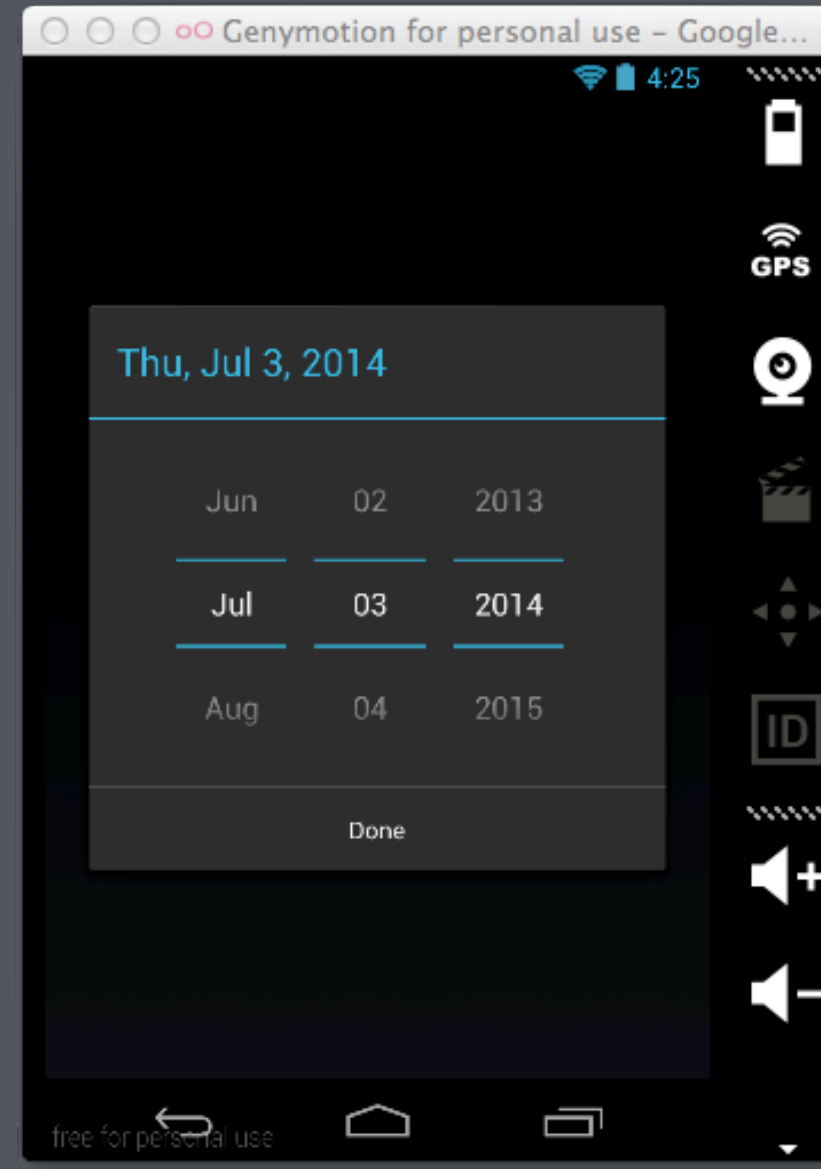 Genymotion for personal use – Google...
4:25
GPS
Thu, Jul 3, 2014
Jun 02 2013
Jul 03 2014
Aug 04 2015
ID
Done
free for personal use